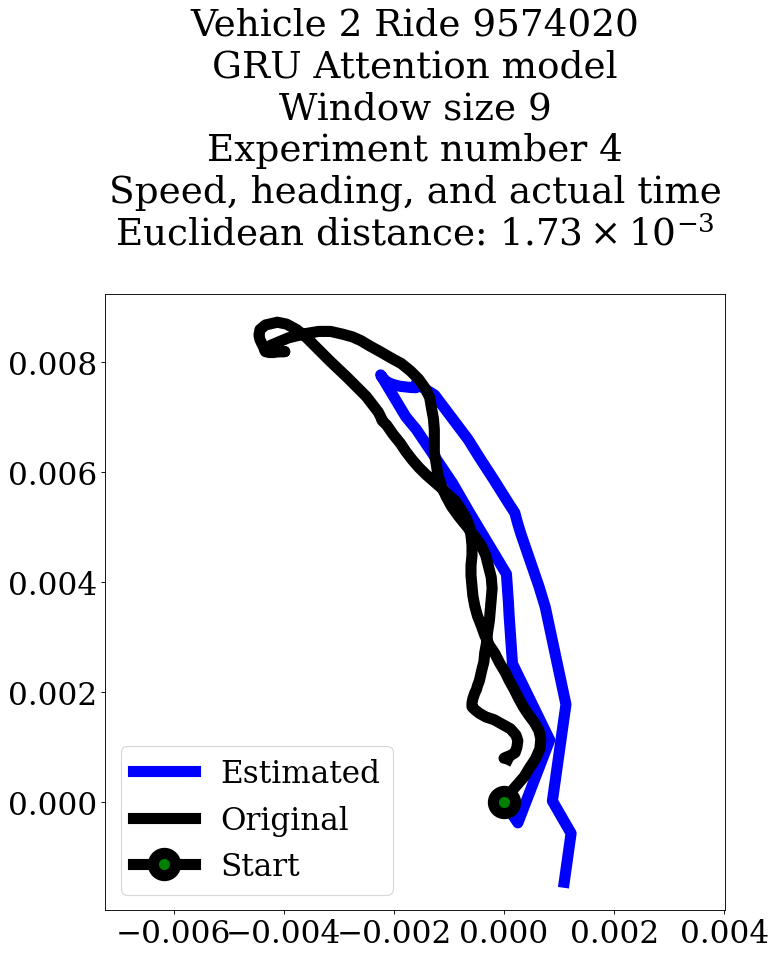 Vehicle 2 Ride 9574020
GRU Attention model
Window size 9
Experiment number 4
Speed, heading, and actual time
Euclidean distance: 1.73 × 10⁻³
0.008
0.006
0.004
0.002
0.000
Estimated
Original
Start
−0.006 −0.004 −0.002 0.000 0.002 0.004